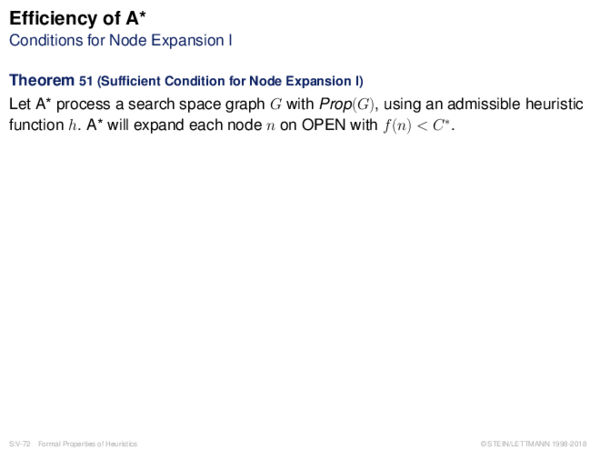 Efficiency of A*
Conditions for Node Expansion I
Theorem 51 (Sufficient Condition for Node Expansion I)
Let A* process a search space graph G with Prop(G), using an admissible heuristic
function h. A* will expand each node n on OPEN with f(n) < C*.
S:V-72 Formal Properties of Heuristics
©STEIN/LETTMANN 1998-2018